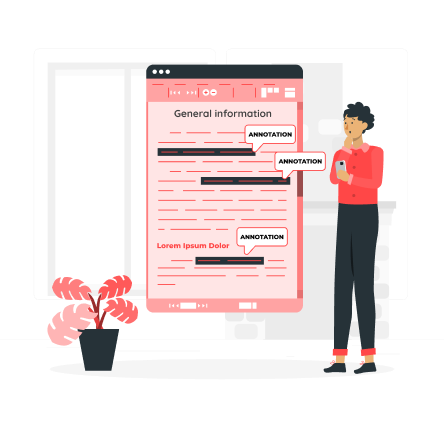 General information
ANNOTATION
ANNOTATION
Lorem Ipsum Dolor
ANNOTATION